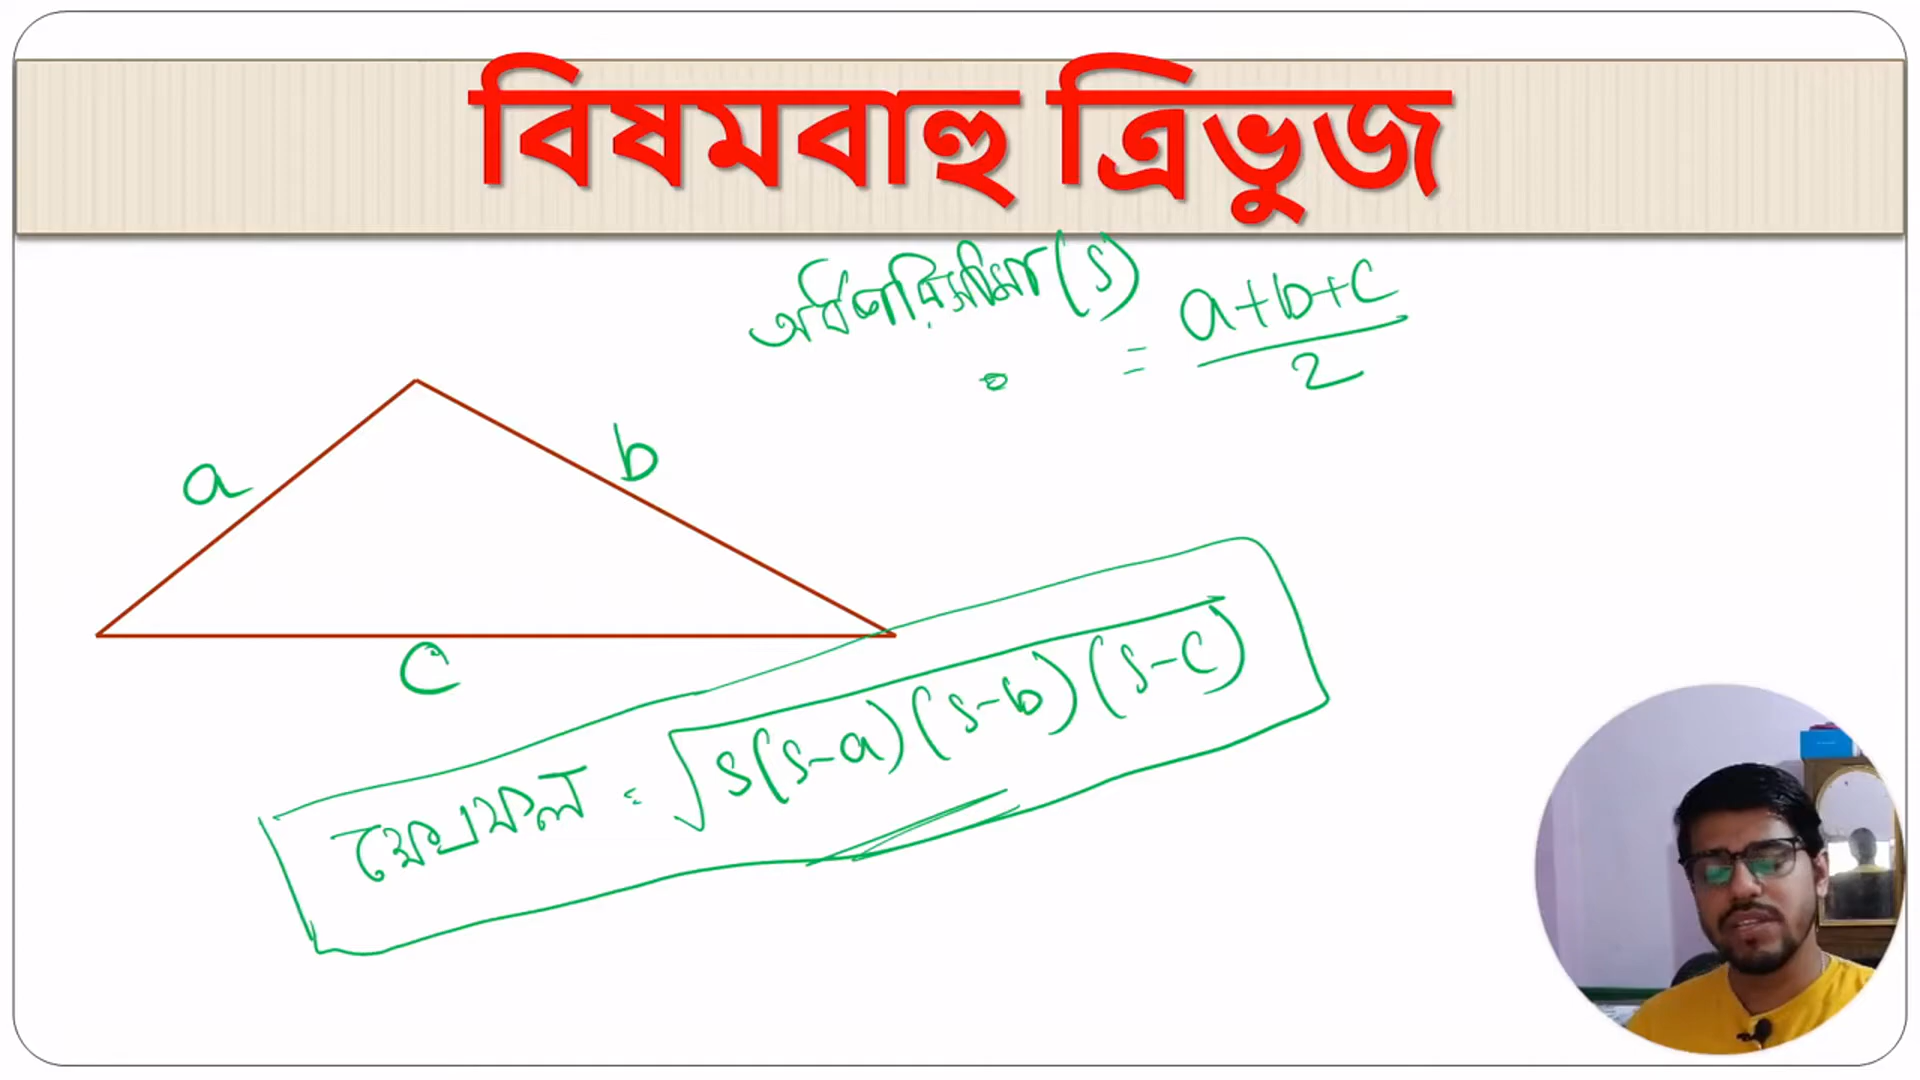 বিষমবাহু ত্রিভুজ
অর্ধপরিসীমা (s)
= a+b+c
2
a
b
c
ক্ষেত্রফল = √s(s-a)(s-b)(s-c)